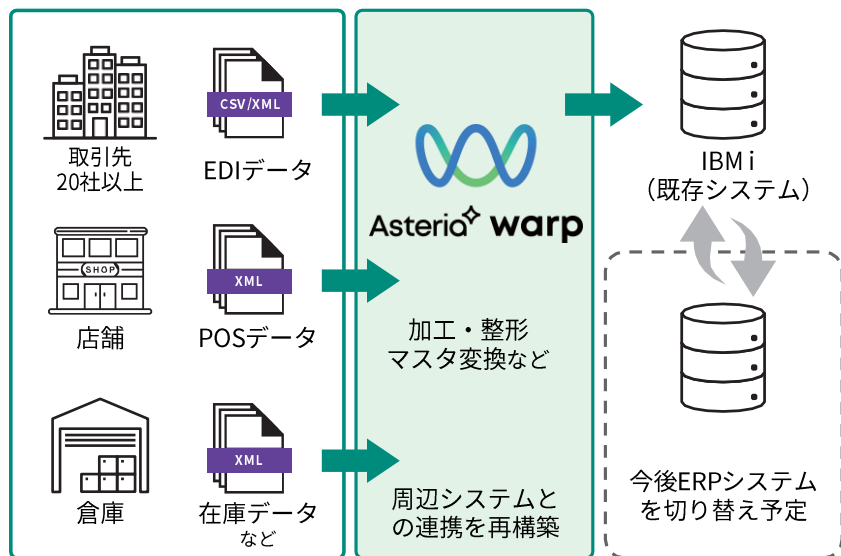 取引先
20社以上
CSV/XML
EDIデータ
SHOP
店舗
XML
POSデータ
倉庫
XML
在庫データ
など
Asteria warp
加工・整形
マスタ変換など
周辺システムと
の連携を再構築
IBM i
（既存システム）
今後ERPシステム
を切り替え予定